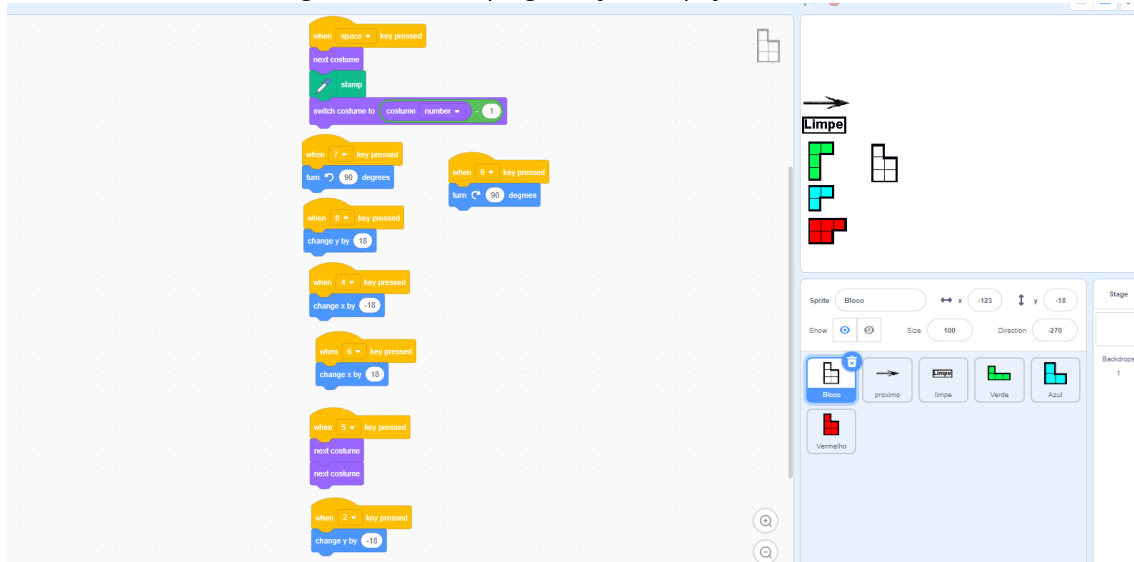 when space key pressed
next costume
stamp
switch costume to costume number - 1
when 7 key pressed
turn 90 degrees
when 9 key pressed
turn 90 degrees
when 8 key pressed
change y by 18
when 4 key pressed
change x by -18
when 6 key pressed
change x by 18
when 5 key pressed
next costume
next costume
when 2 key pressed
change y by -18
Limpe
Sprite Bloco x -123 y -18
Show Size 100 Direction -270
Limpe
Bloco proximo limpe Verde Azul
Vermelho
Stage
Backdrops
1